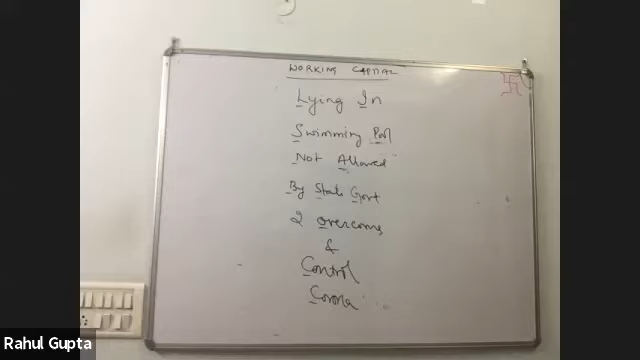 WORKING CAPITAL
Lying In
Swimming Pool
Not Allowed
By State Govt
2 Overcome
&
Control
Corona
Rahul Gupta